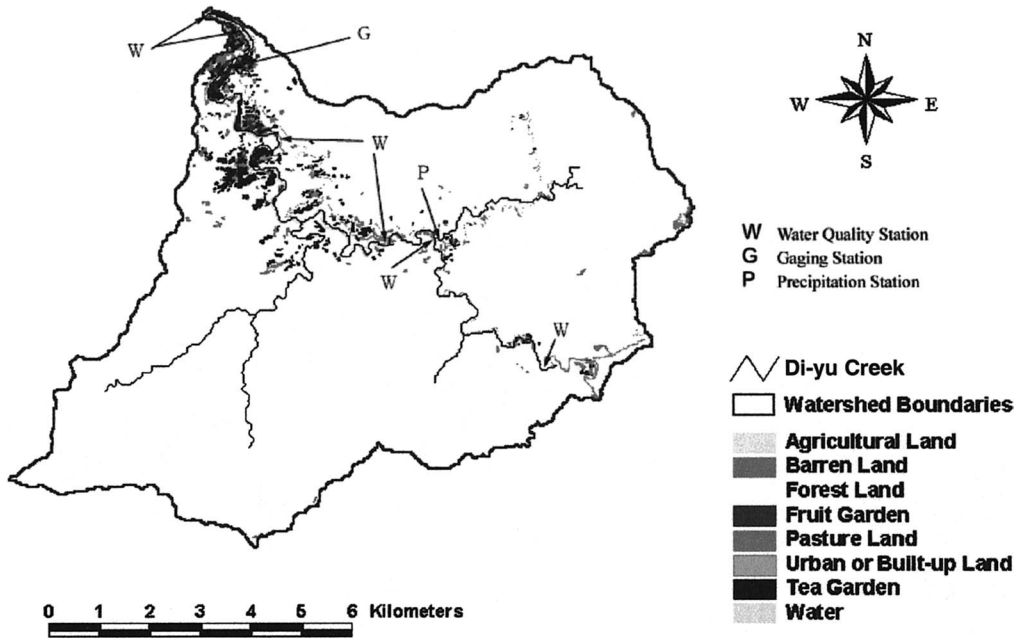 W
G
N
W
E
S
W
P
W
W
W Water Quality Station
G Gaging Station
P Precipitation Station
Di-yu Creek
Watershed Boundaries
Agricultural Land
Barren Land
Forest Land
Fruit Garden
Pasture Land
Urban or Built-up Land
Tea Garden
Water
0 1 2 3 4 5 6 Kilometers